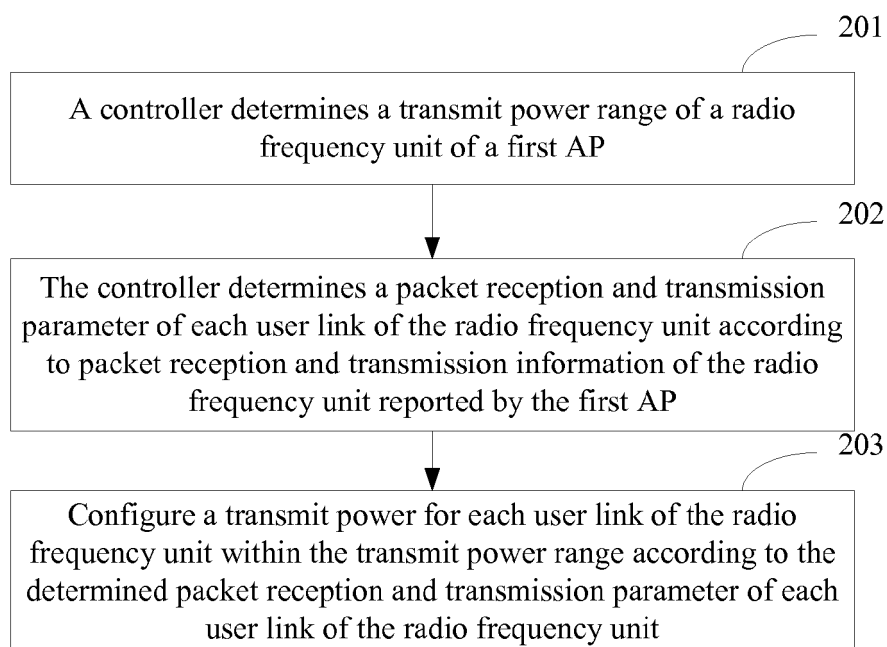 201
A controller determines a transmit power range of a radio
frequency unit of a first AP
202
The controller determines a packet reception and transmission
parameter of each user link of the radio frequency unit according
to packet reception and transmission information of the radio
frequency unit reported by the first AP
203
Configure a transmit power for each user link of the radio
frequency unit within the transmit power range according to the
determined packet reception and transmission parameter of each
user link of the radio frequency unit